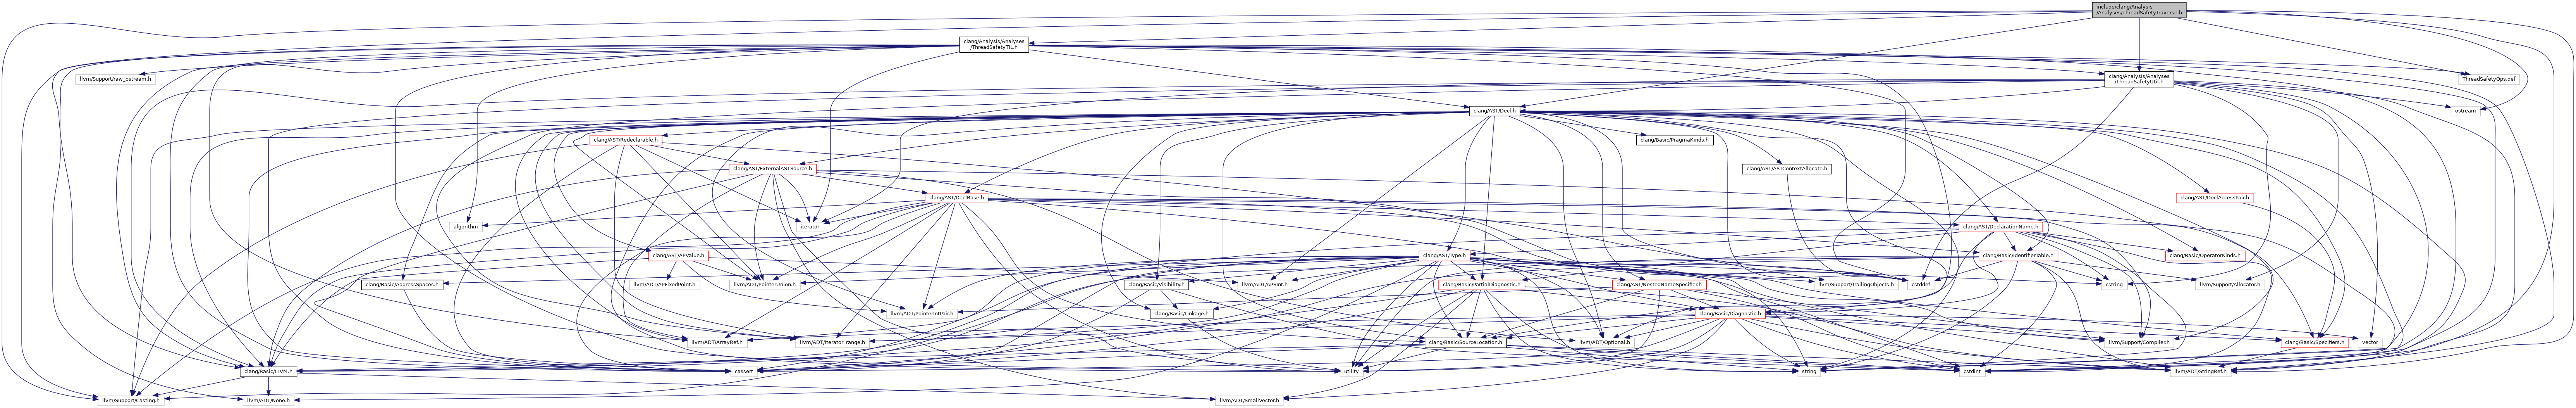 include/clang/Analysis
/Analyses/ThreadSafetyTraverse.h
clang/Analysis/Analyses
/ThreadSafetyTIL.h
llvm/Support/raw_ostream.h
clang/Analysis/Analyses
/ThreadSafetyUtil.h
ThreadSafetyOps.def
clang/AST/Decl.h
ostream
clang/AST/Redeclarable.h
clang/Basic/PragmaKinds.h
clang/AST/ExternalASTSource.h
clang/AST/ASTContextAllocate.h
clang/AST/DeclBase.h
clang/AST/DeclAccessPair.h
algorithm
iterator
clang/AST/DeclarationName.h
clang/AST/APValue.h
clang/AST/Type.h
clang/Basic/IdentifierTable.h
clang/Basic/OperatorKinds.h
clang/Basic/AddressSpaces.h
llvm/ADT/APFixedPoint.h
llvm/ADT/PointerUnion.h
clang/Basic/Visibility.h
llvm/ADT/APSInt.h
clang/Basic/PartialDiagnostic.h
clang/AST/NestedNameSpecifier.h
llvm/Support/TrailingObjects.h
cstddef
cstring
llvm/Support/Allocator.h
llvm/ADT/PointerIntPair.h
clang/Basic/Linkage.h
clang/Basic/Diagnostic.h
llvm/ADT/ArrayRef.h
llvm/ADT/iterator_range.h
clang/Basic/SourceLocation.h
llvm/ADT/Optional.h
llvm/Support/Compiler.h
clang/Basic/Specifiers.h
vector
clang/Basic/LLVM.h
cassert
utility
string
cstdint
llvm/ADT/StringRef.h
llvm/Support/Casting.h
llvm/ADT/None.h
llvm/ADT/SmallVector.h